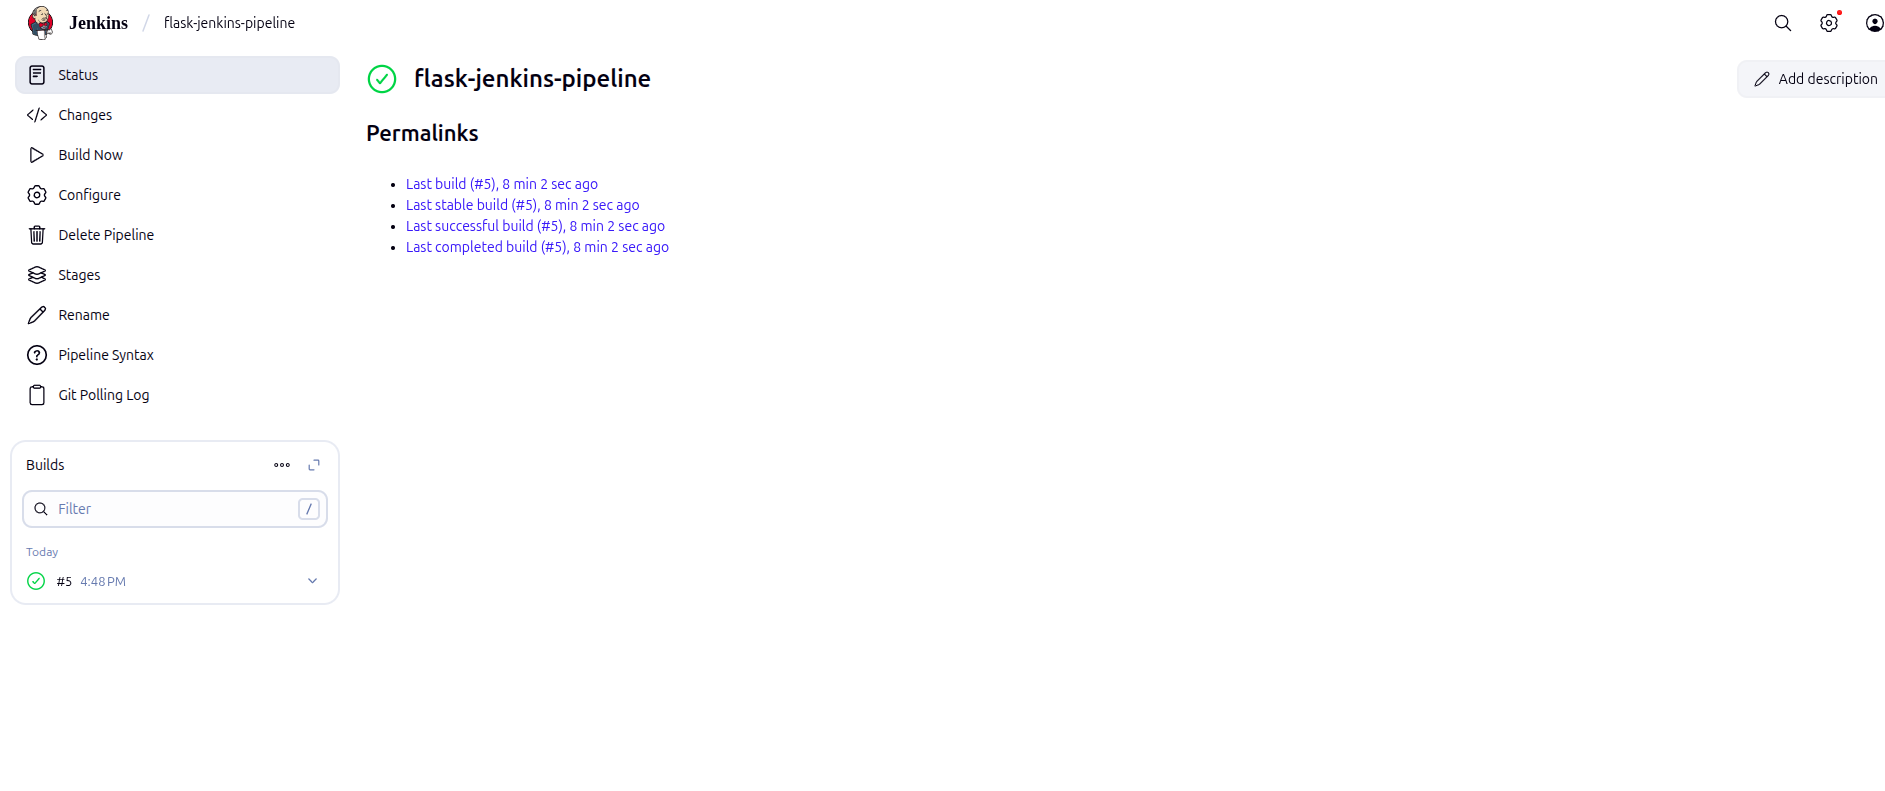 Jenkins / flask-jenkins-pipeline
Status
Changes
Build Now
Configure
Delete Pipeline
Stages
Rename
Pipeline Syntax
Git Polling Log
Builds
Filter /
Today
#5 4:48 PM
flask-jenkins-pipeline
Add description
Permalinks
Last build (#5), 8 min 2 sec ago
Last stable build (#5), 8 min 2 sec ago
Last successful build (#5), 8 min 2 sec ago
Last completed build (#5), 8 min 2 sec ago